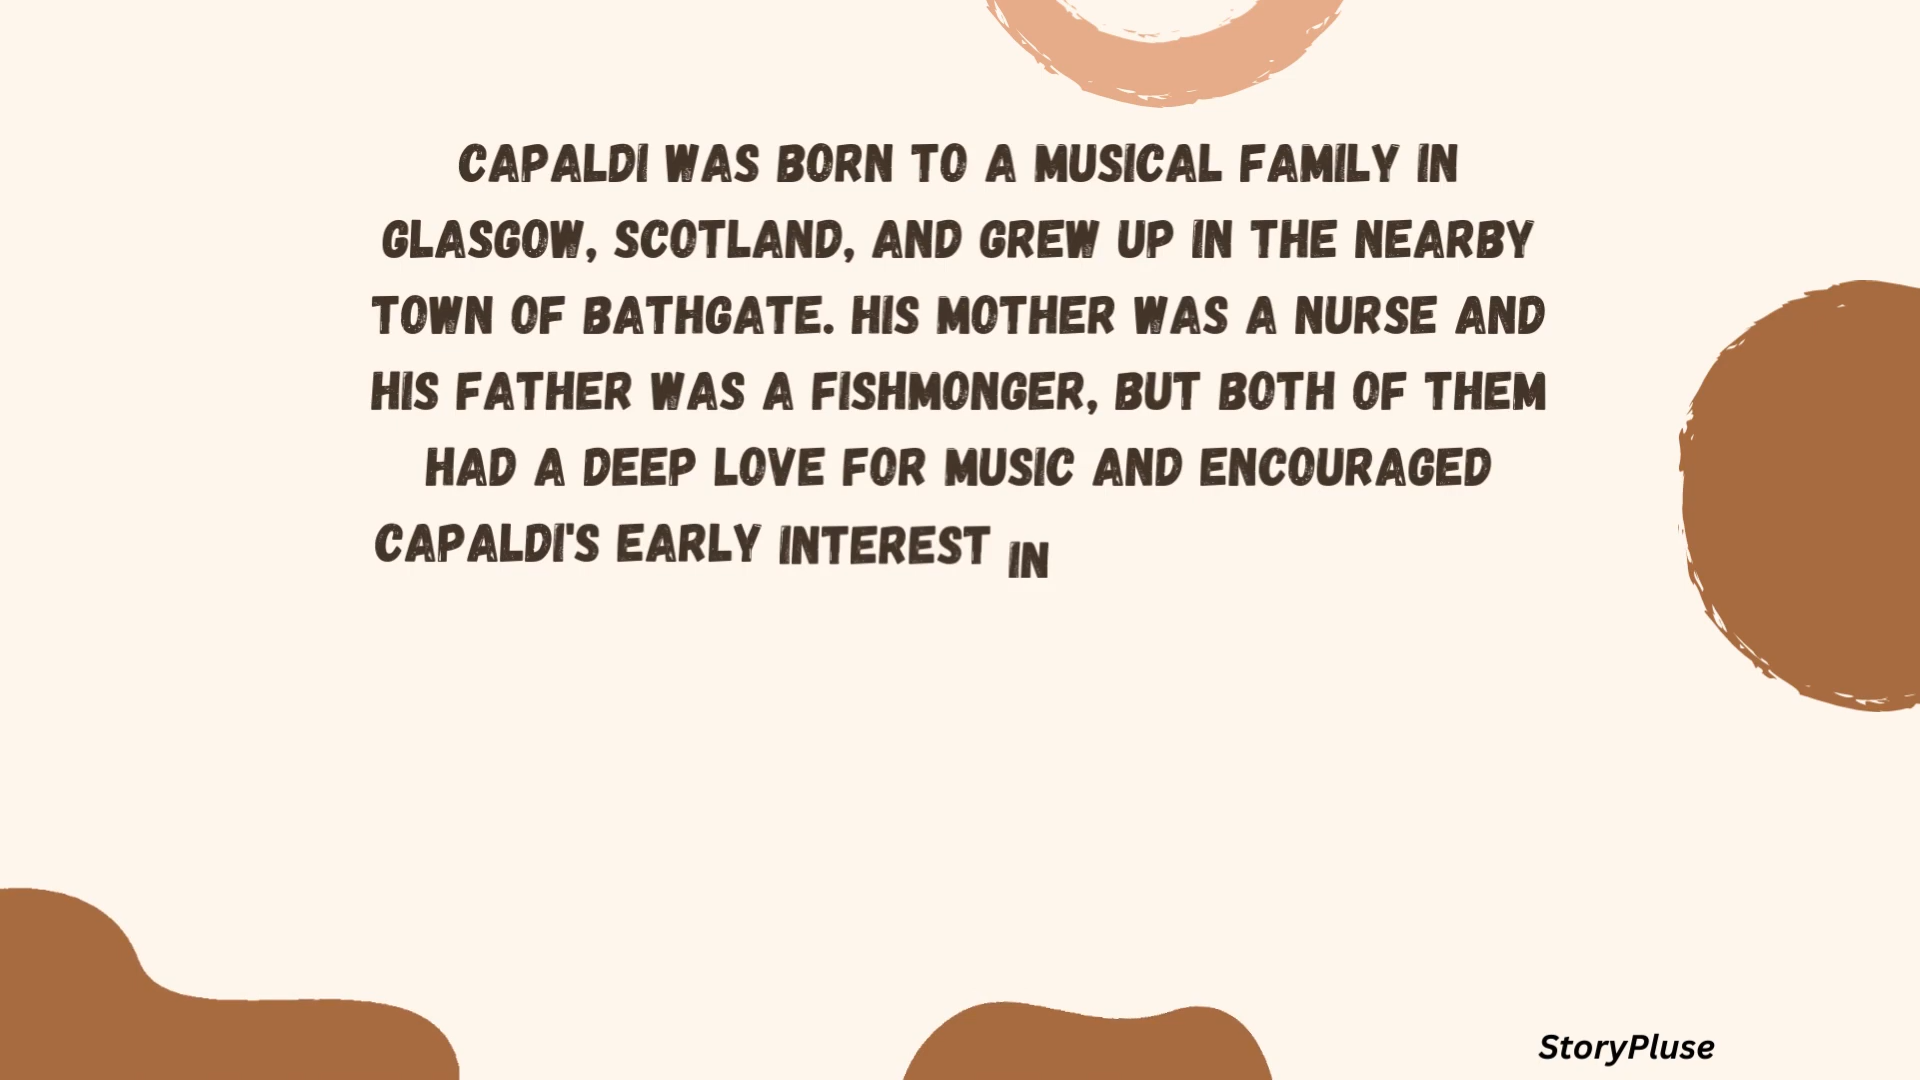 CAPALDI WAS BORN TO A MUSICAL FAMILY IN
GLASGOW, SCOTLAND, AND GREW UP IN THE NEARBY
TOWN OF BATHGATE. HIS MOTHER WAS A NURSE AND
HIS FATHER WAS A FISHMONGER, BUT BOTH OF THEM
HAD A DEEP LOVE FOR MUSIC AND ENCOURAGED
CAPALDI'S EARLY INTEREST IN
StoryPluse